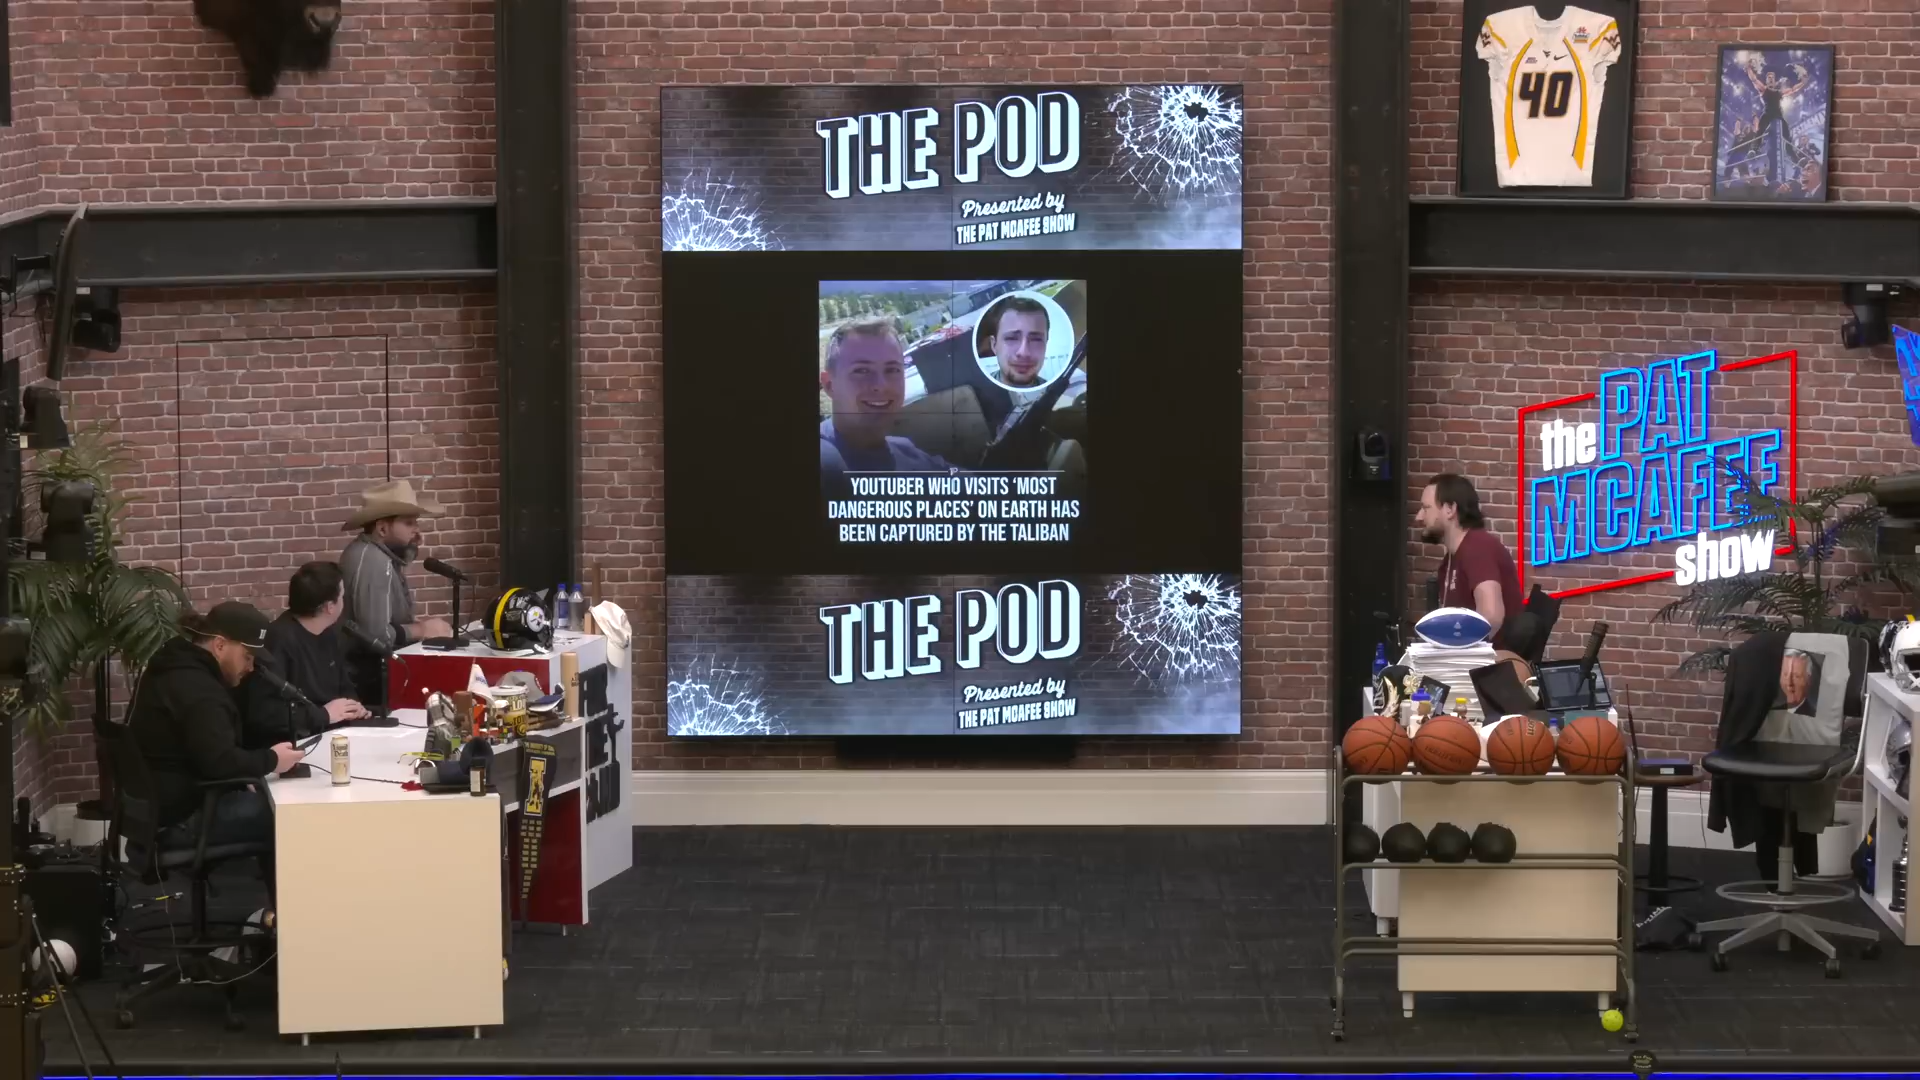 THE POD
Presented by
THE PAT MCAFEE SHOW
YOUTUBER WHO VISITS ‘MOST
DANGEROUS PLACES’ ON EARTH HAS
BEEN CAPTURED BY THE TALIBAN
THE POD
Presented by
THE PAT MCAFEE SHOW
40
the
PAT
MCAFEE
show